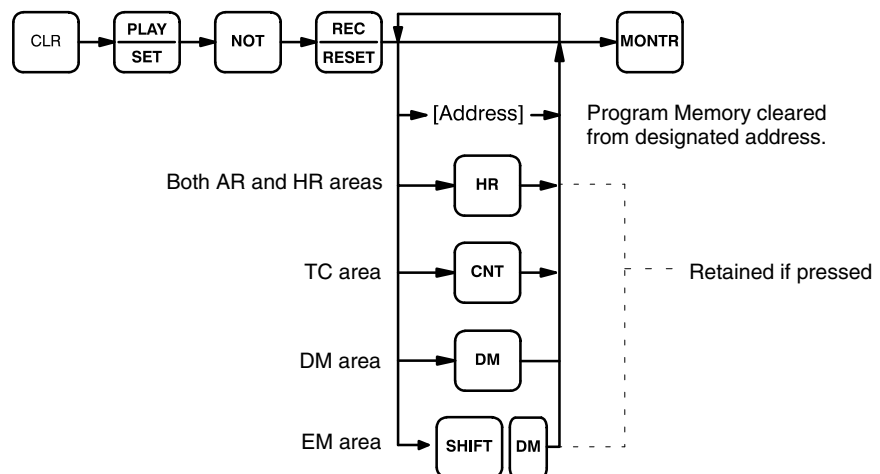 CLR
PLAY
SET
NOT
REC
RESET
MONTR
[Address]
Program Memory cleared
from designated address.
Both AR and HR areas
HR
TC area
CNT
Retained if pressed
DM area
DM
EM area
SHIFT
DM